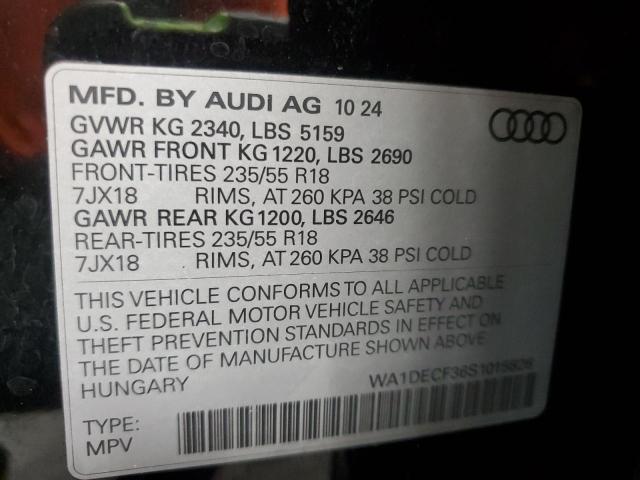 MFD. BY AUDI AG 10 24
GVWR KG 2340, LBS 5159
GAWR FRONT KG 1220, LBS 2690
FRONT-TIRES 235/55 R18
7JX18 RIMS, AT 260 KPA 38 PSI COLD
GAWR REAR KG 1200, LBS 2646
REAR-TIRES 235/55 R18
7JX18 RIMS, AT 260 KPA 38 PSI COLD
THIS VEHICLE CONFORMS TO ALL APPLICABLE
U.S. FEDERAL MOTOR VEHICLE SAFETY AND
THEFT PREVENTION STANDARDS IN EFFECT ON
THE DATE OF MANUFACTURE SHOWN ABOVE
HUNGARY
TYPE:
MPV